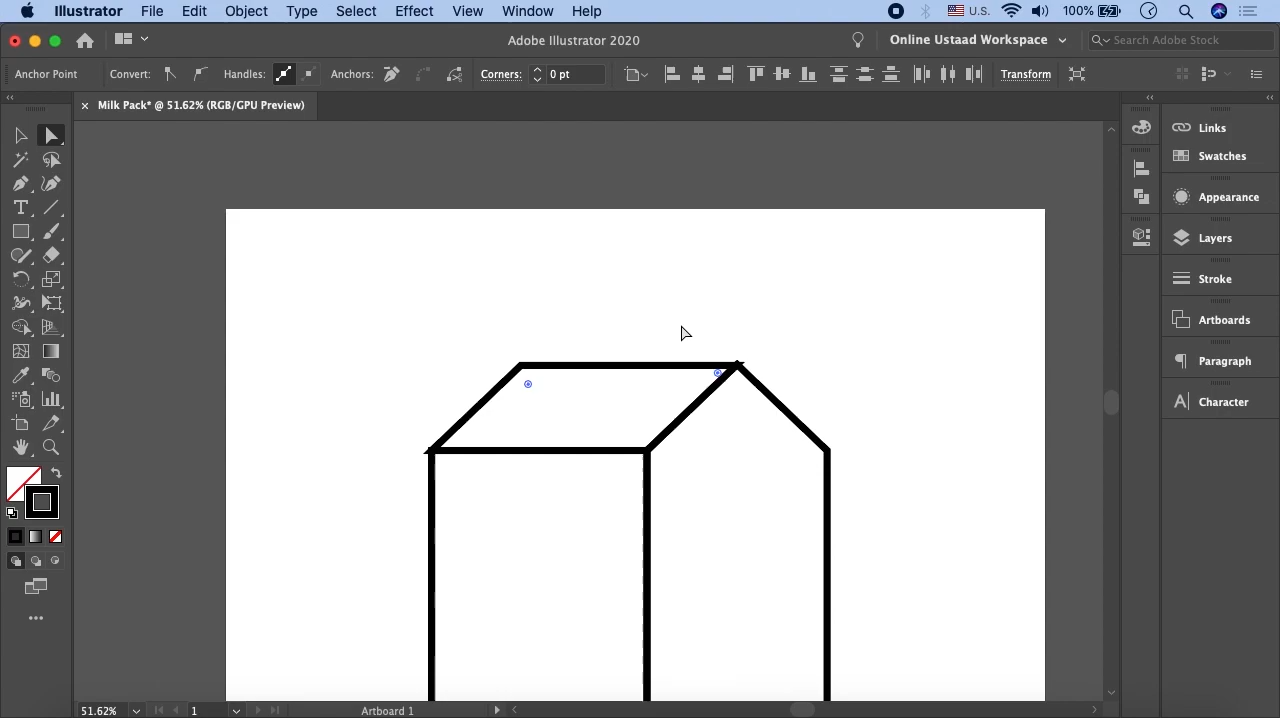 Illustrator File Edit Object Type Select Effect View Window Help U.S. 100%
Adobe Illustrator 2020 Online Ustaad Workspace Search Adobe Stock
Anchor Point Convert: Handles: Anchors: Corners: 0 pt Transform
Milk Pack* @ 51.62% (RGB/GPU Preview)
Links
Swatches
Appearance
Layers
Stroke
Artboards
Paragraph
Character
51.62% 1 Artboard 1